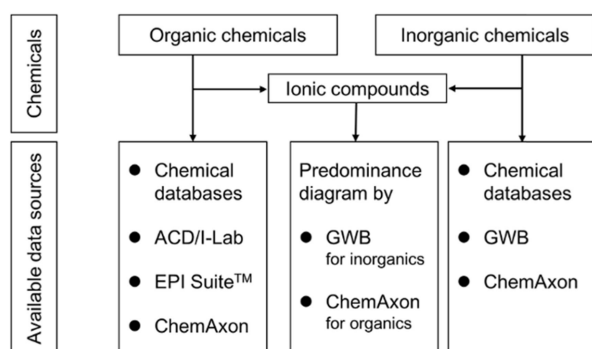 Chemicals
Organic chemicals
Inorganic chemicals
Ionic compounds
Available data sources
● Chemical
databases
● ACD/I-Lab
● EPI Suite™
● ChemAxon
Predominance
diagram by
● GWB
for inorganics
● ChemAxon
for organics
● Chemical
databases
● GWB
● ChemAxon